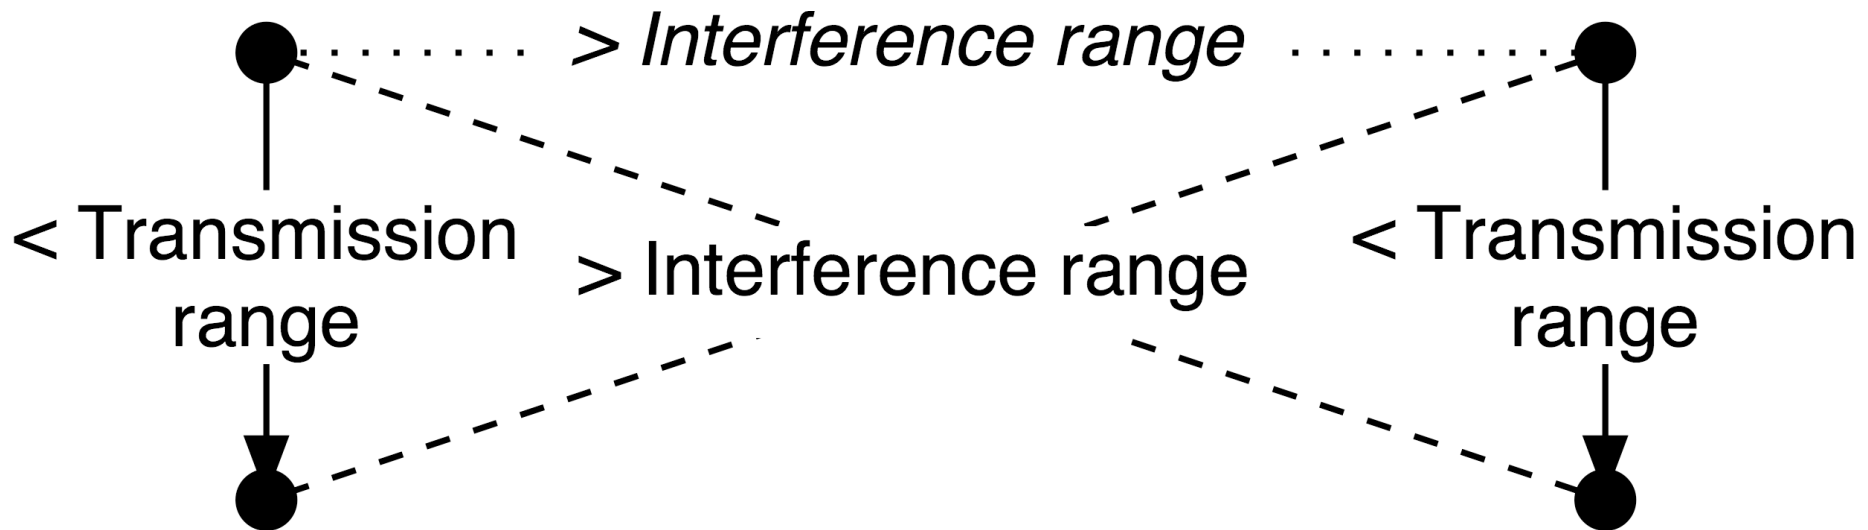 > Interference range
< Transmission
range
> Interference range
< Transmission
range